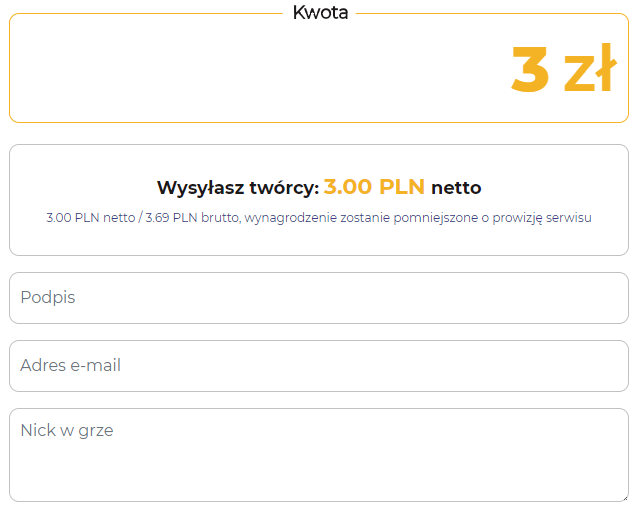 Kwota
3 zł
Wysyłasz twórcy: 3.00 PLN netto
3.00 PLN netto / 3.69 PLN brutto, wynagrodzenie zostanie pomniejszone o prowizję serwisu
Podpis
Adres e-mail
Nick w grze